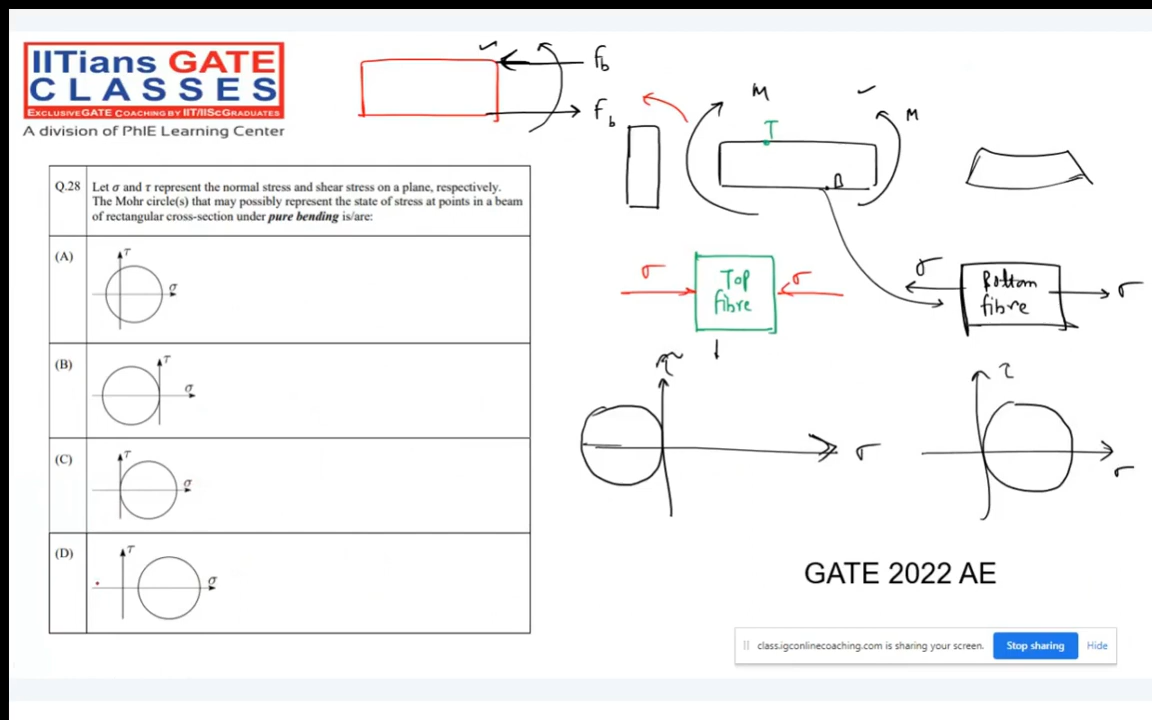 IITians GATE
CLASSES
EXCLUSIVE GATE COACHING BY IIT/IISc GRADUATES
A division of PhIE Learning Center
Q.28 Let σ and τ represent the normal stress and shear stress on a plane, respectively.
The Mohr circle(s) that may possibly represent the state of stress at points in a beam
of rectangular cross-section under pure bending is/are:
(A)
τ
σ
(B)
τ
σ
(C)
τ
σ
(D)
τ
σ
fb
fb
M
M
T
B
σ
Top
fibre
σ
σ
Bottom
fibre
σ
τ
σ
τ
σ
GATE 2022 AE
class.igconlinecoaching.com is sharing your screen.
Stop sharing
Hide